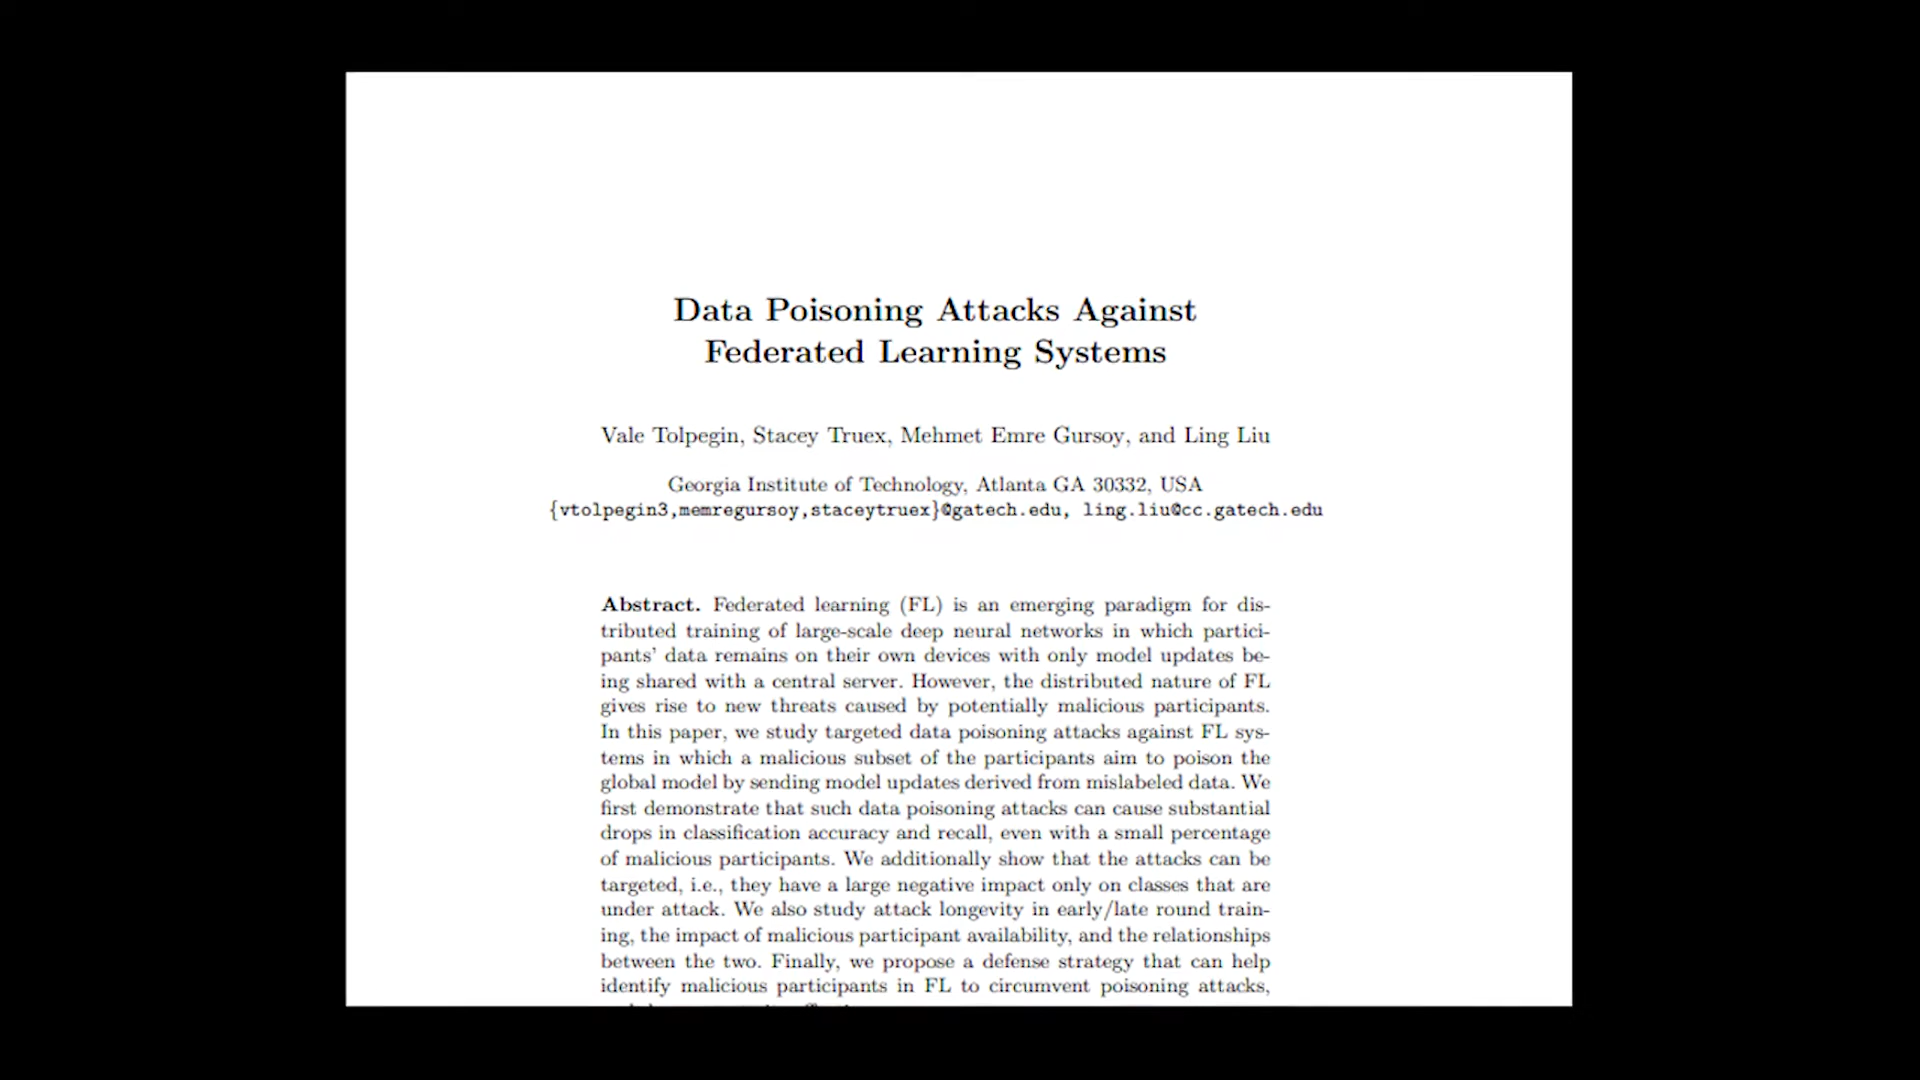 Data Poisoning Attacks Against
Federated Learning Systems
Vale Tolpegin, Stacey Truex, Mehmet Emre Gursoy, and Ling Liu
Georgia Institute of Technology, Atlanta GA 30332, USA
{vtolpegin3,memregursoy,staceytruex}@gatech.edu, ling.liu@cc.gatech.edu
Abstract. Federated learning (FL) is an emerging paradigm for dis-
tributed training of large-scale deep neural networks in which partici-
pants' data remains on their own devices with only model updates be-
ing shared with a central server. However, the distributed nature of FL
gives rise to new threats caused by potentially malicious participants.
In this paper, we study targeted data poisoning attacks against FL sys-
tems in which a malicious subset of the participants aim to poison the
global model by sending model updates derived from mislabeled data. We
first demonstrate that such data poisoning attacks can cause substantial
drops in classification accuracy and recall, even with a small percentage
of malicious participants. We additionally show that the attacks can be
targeted, i.e., they have a large negative impact only on classes that are
under attack. We also study attack longevity in early/late round train-
ing, the impact of malicious participant availability, and the relationships
between the two. Finally, we propose a defense strategy that can help
identify malicious participants in FL to circumvent poisoning attacks,